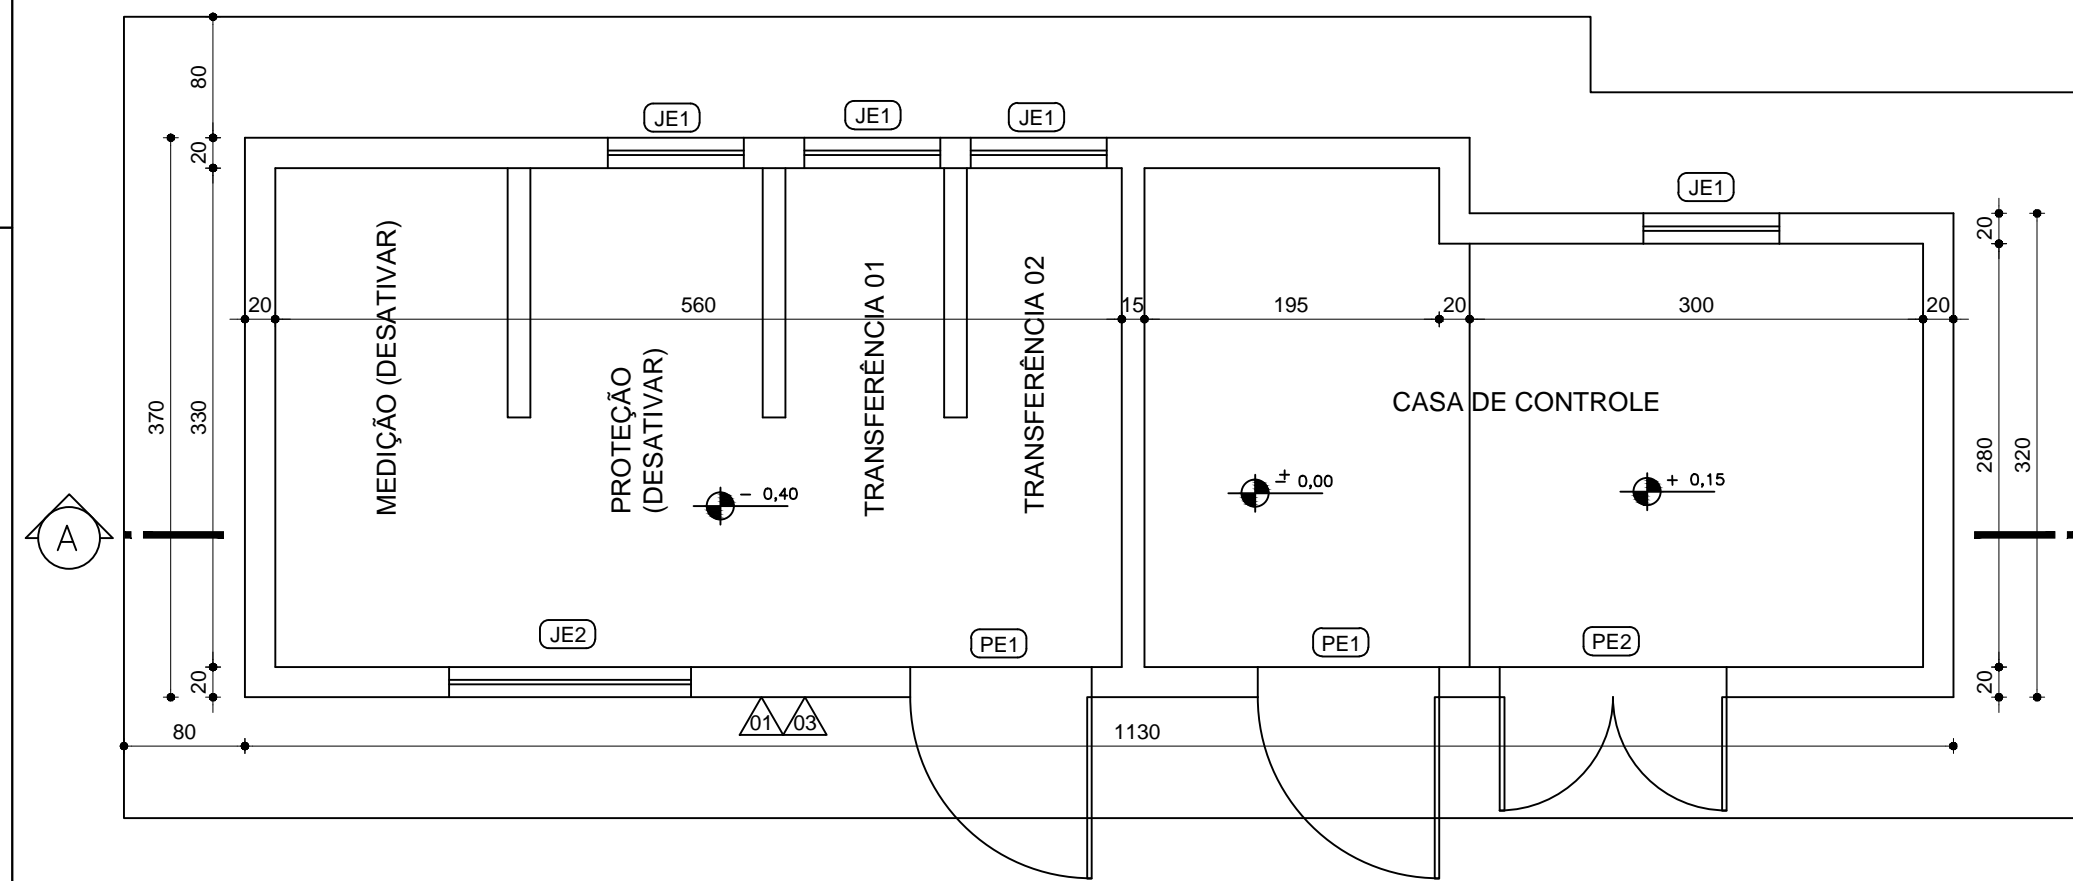 80
JE1
JE1
JE1
20
JE1
20
20
560
15
195
20
300
20
MEDIÇÃO (DESATIVAR)
PROTEÇÃO
(DESATIVAR)
TRANSFERÊNCIA 01
TRANSFERÊNCIA 02
CASA DE CONTROLE
370
330
280
320
- 0,40
± 0,00
+ 0,15
A
JE2
PE1
PE1
PE2
20
20
01
03
80
1130